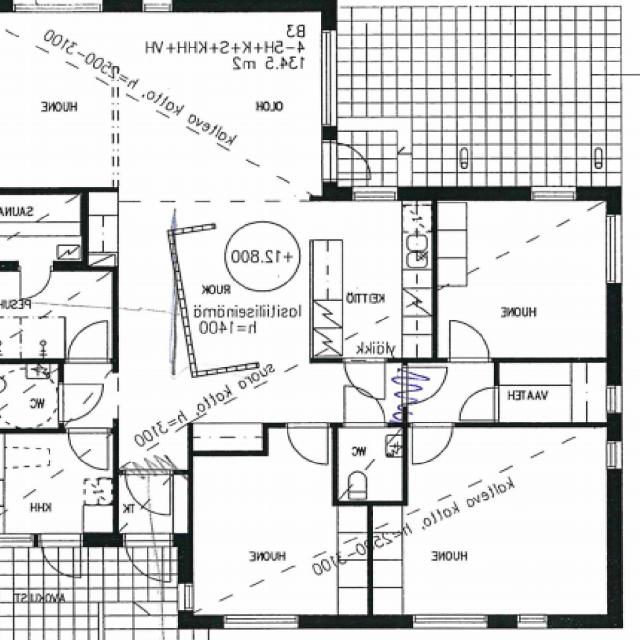 B3
4-5H+K+S+KHH+VH
134.5 m2
kalteva katto, h=2500-3100
HUONE
OLOH
SAUNA
+12.800
RUOK
lasitiiliseinämä
h=1400
KEITTIÖ
HUONE
PESUH
yläikk
suora katto, h=3100
VAATEH
WC
WC
KHH
TK
kalteva katto, h=2500-3100
HUONE
HUONE
AVOKUIST